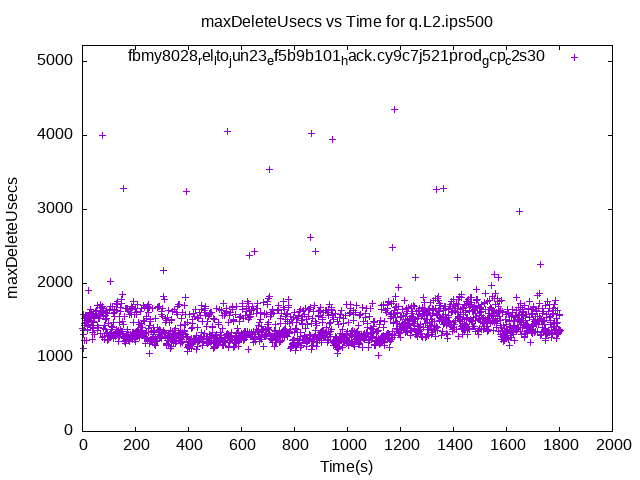 maxDeleteUsecs vs Time for q.L2.ips500
fbmy8028relltojun23ef5b9b101hack.cy9c7j521prodgcpc2s30
5000
4000
3000
2000
1000
0
maxDeleteUsecs
0 200 400 600 800 1000 1200 1400 1600 1800 2000
Time(s)